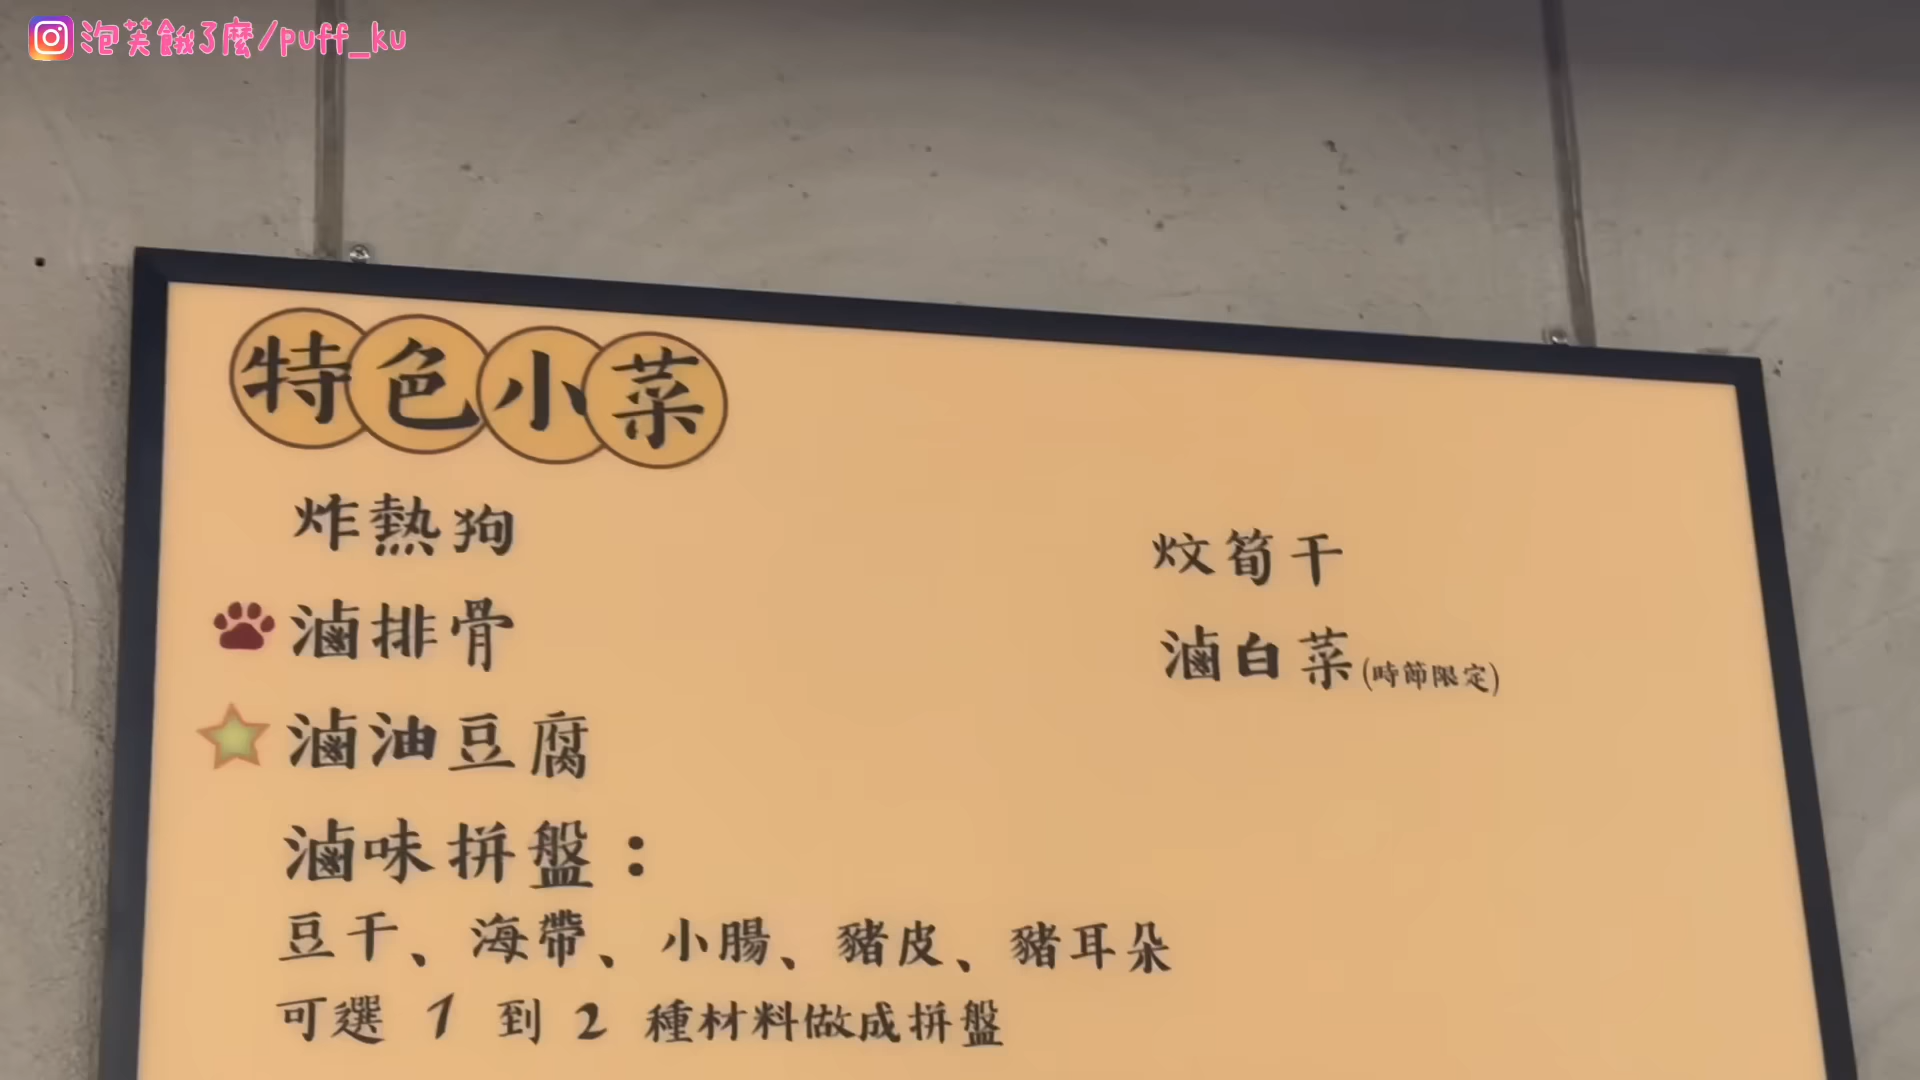 泡芙餓了麼/puff_ku
特色小菜
炸熱狗
滷排骨
滷油豆腐
滷味拼盤：
豆干、海帶、小腸、豬皮、豬耳朵
可選 1 到 2 種材料做成拼盤
炆筍干
滷白菜(時節限定)